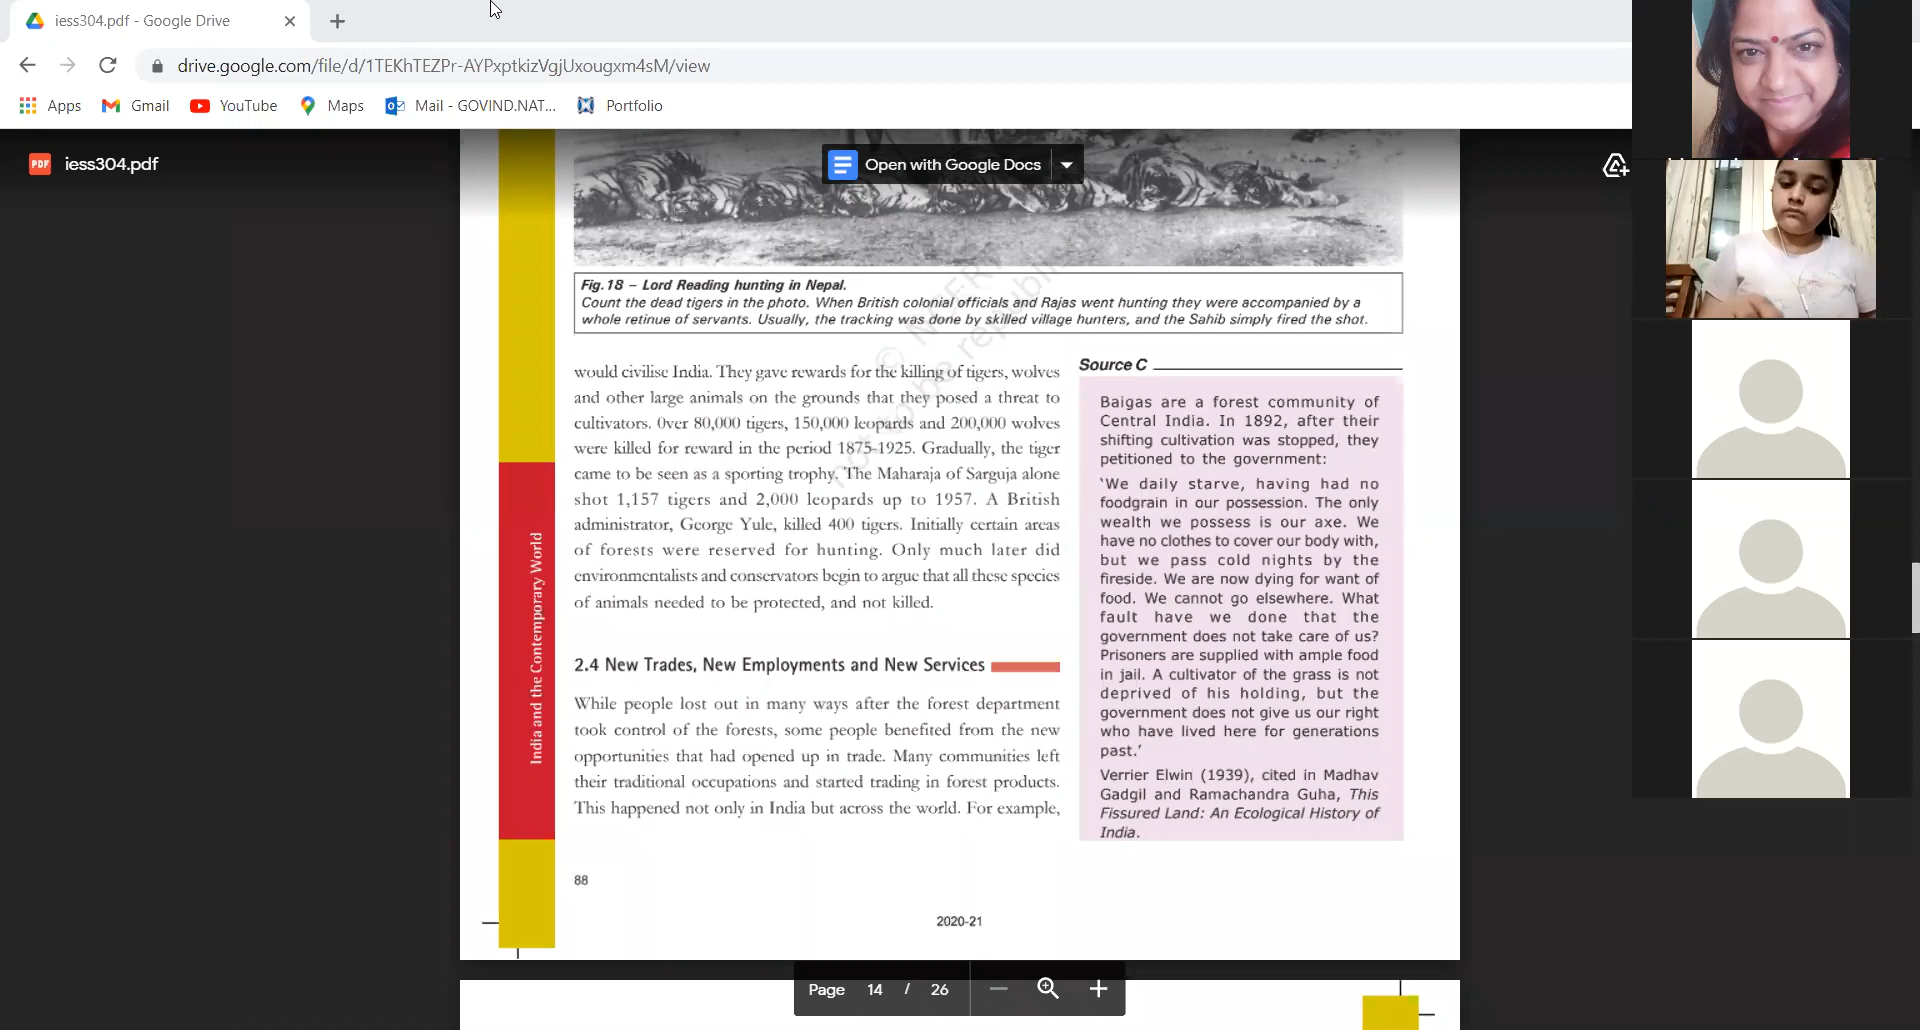 iess304.pdf - Google Drive
drive.google.com/file/d/1TEKhTEZPr-AYPxptkizVgjUxougxm4sM/view
Apps Gmail YouTube Maps Mail - GOVIND.NAT... Portfolio
PDF iess304.pdf
Open with Google Docs
Fig.18 – Lord Reading hunting in Nepal.
Count the dead tigers in the photo. When British colonial officials and Rajas went hunting they were accompanied by a
whole retinue of servants. Usually, the tracking was done by skilled village hunters, and the Sahib simply fired the shot.
would civilise India. They gave rewards for the killing of tigers, wolves
and other large animals on the grounds that they posed a threat to
cultivators. 0ver 80,000 tigers, 150,000 leopards and 200,000 wolves
were killed for reward in the period 1875-1925. Gradually, the tiger
came to be seen as a sporting trophy. The Maharaja of Sarguja alone
shot 1,157 tigers and 2,000 leopards up to 1957. A British
administrator, George Yule, killed 400 tigers. Initially certain areas
of forests were reserved for hunting. Only much later did
environmentalists and conservators begin to argue that all these species
of animals needed to be protected, and not killed.
2.4 New Trades, New Employments and New Services
While people lost out in many ways after the forest department
took control of the forests, some people benefited from the new
opportunities that had opened up in trade. Many communities left
their traditional occupations and started trading in forest products.
This happened not only in India but across the world. For example,
Source C
Baigas are a forest community of
Central India. In 1892, after their
shifting cultivation was stopped, they
petitioned to the government:
‘We daily starve, having had no
foodgrain in our possession. The only
wealth we possess is our axe. We
have no clothes to cover our body with,
but we pass cold nights by the
fireside. We are now dying for want of
food. We cannot go elsewhere. What
fault have we done that the
government does not take care of us?
Prisoners are supplied with ample food
in jail. A cultivator of the grass is not
deprived of his holding, but the
government does not give us our right
who have lived here for generations
past.’
Verrier Elwin (1939), cited in Madhav
Gadgil and Ramachandra Guha, This
Fissured Land: An Ecological History of
India.
India and the Contemporary World
© NCERT
not to be republi
88
2020-21
Page 14 / 26